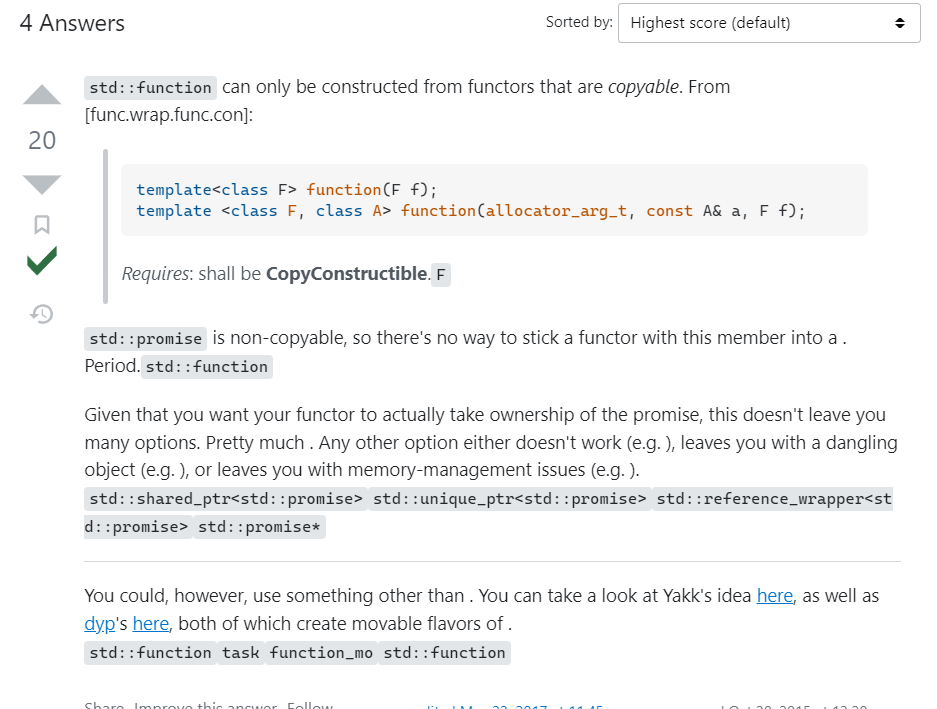 4 Answers
Sorted by:
Highest score (default)
std::function can only be constructed from functors that are copyable. From
[func.wrap.func.con]:
20
template<class F> function(F f);
template <class F, class A> function(allocator_arg_t, const A& a, F f);
Requires: shall be CopyConstructible. F
std::promise is non-copyable, so there's no way to stick a functor with this member into a .
Period. std::function
Given that you want your functor to actually take ownership of the promise, this doesn't leave you
many options. Pretty much . Any other option either doesn't work (e.g. ), leaves you with a dangling
object (e.g. ), or leaves you with memory-management issues (e.g. ).
std::shared_ptr<std::promise> std::unique_ptr<std::promise> std::reference_wrapper<st
d::promise> std::promise*
You could, however, use something other than . You can take a look at Yakk's idea here, as well as
dyp's here, both of which create movable flavors of .
std::function task function_mo std::function
Share Improve this answer Follow